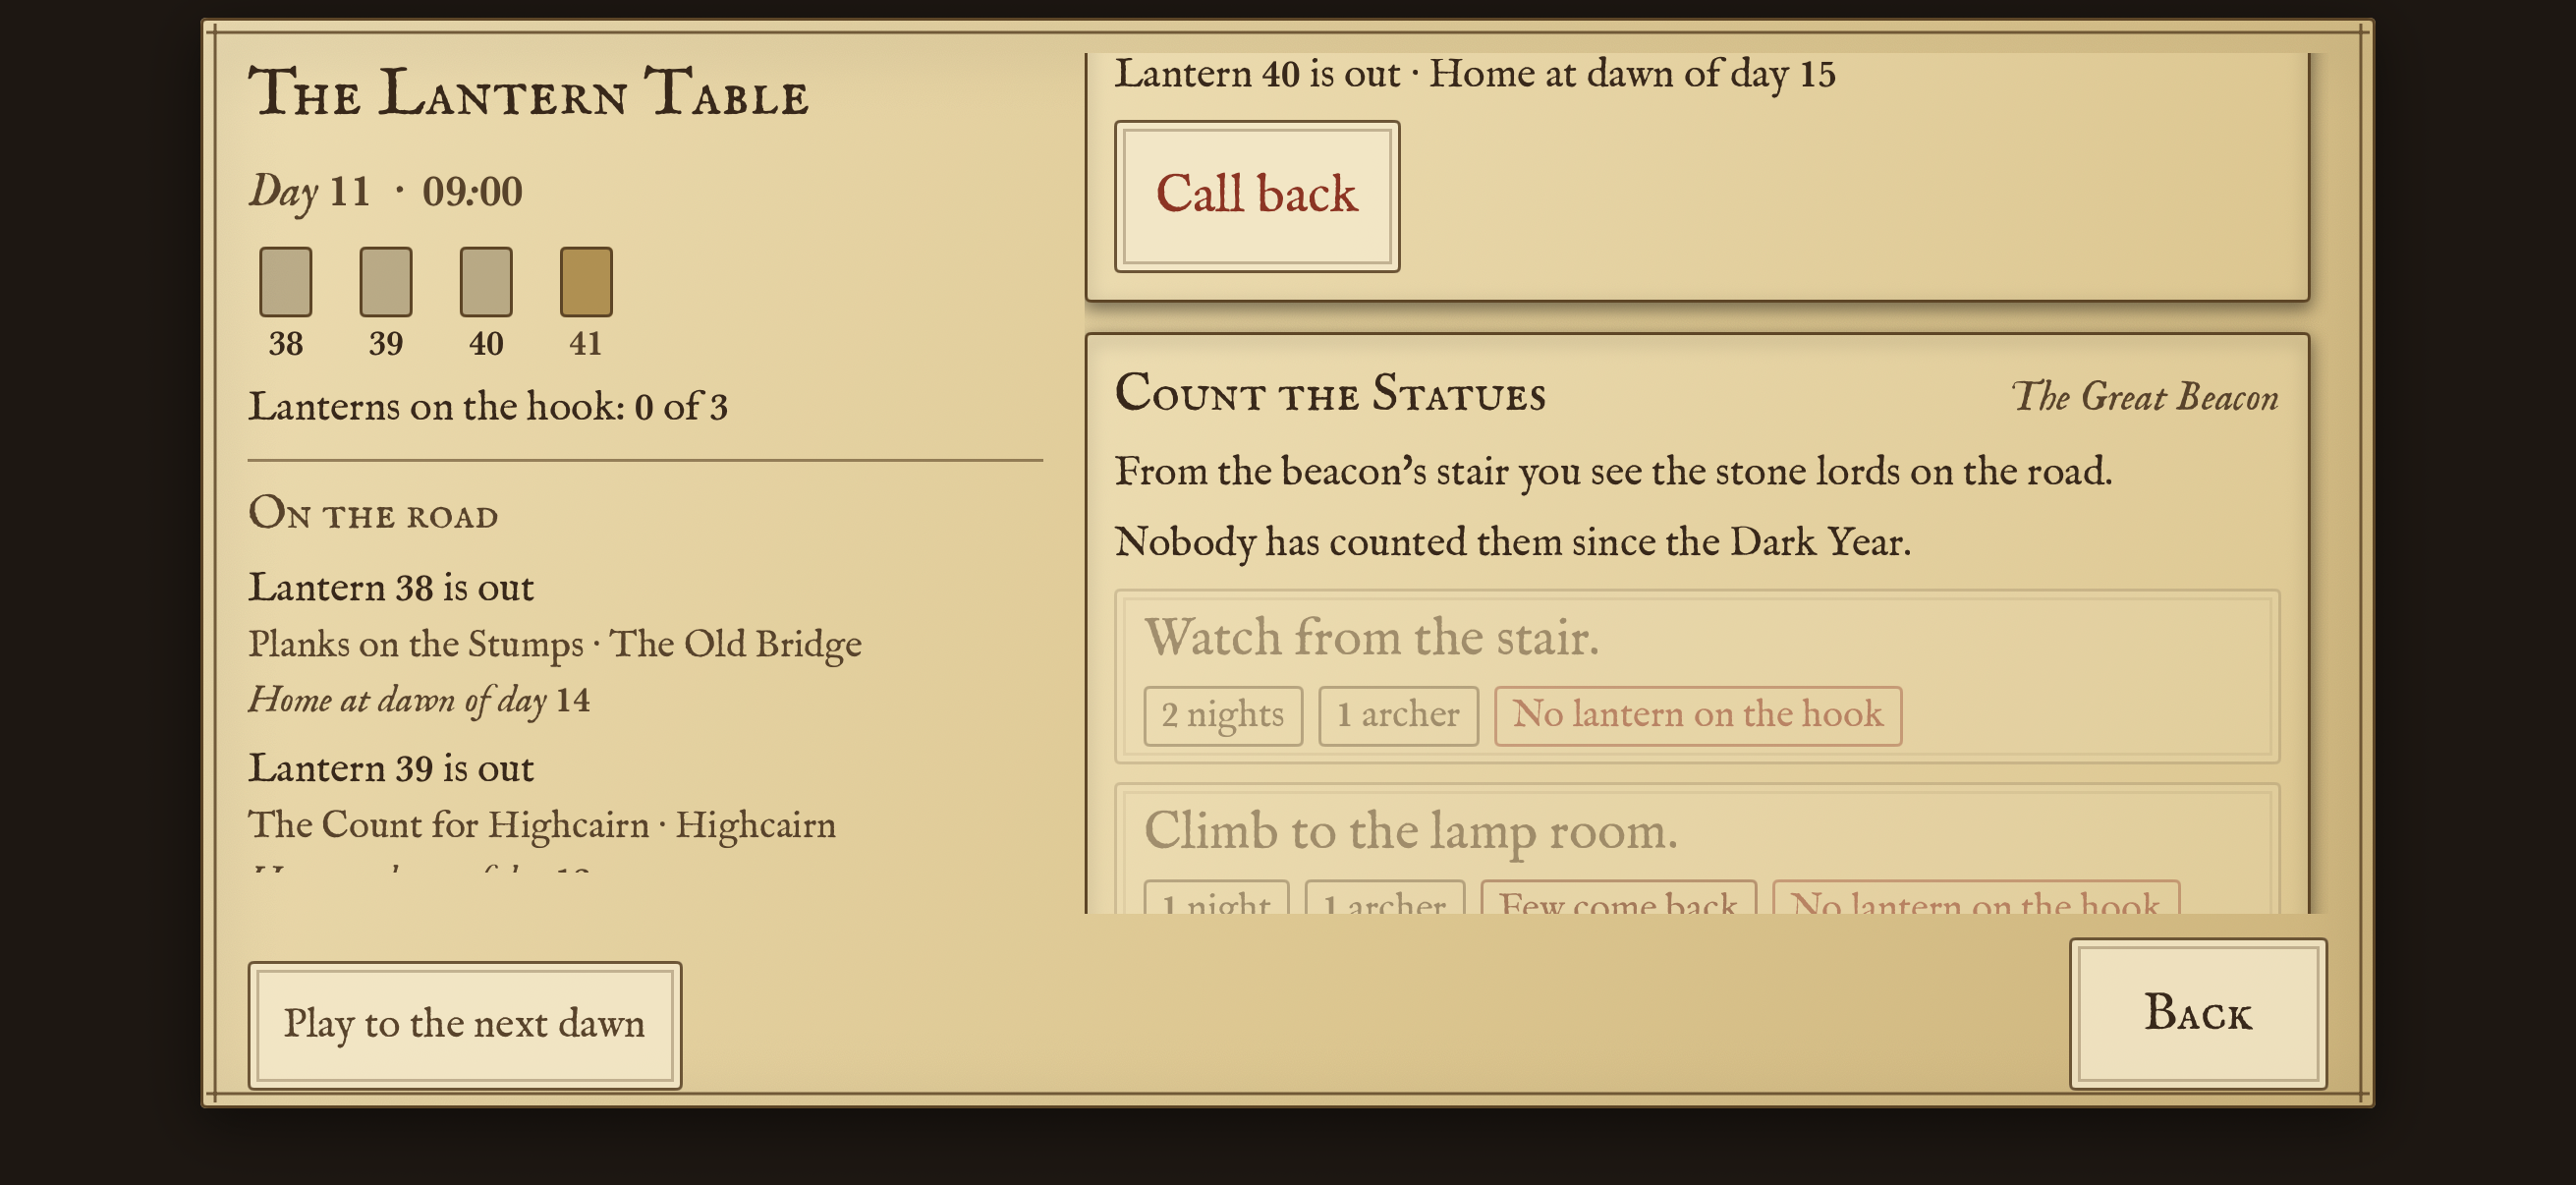 The Lantern Table
Day 11 · 09:00
38 39 40 41
Lanterns on the hook: 0 of 3
On the road
Lantern 38 is out
Planks on the Stumps · The Old Bridge
Home at dawn of day 14
Lantern 39 is out
The Count for Highcairn · Highcairn
Play to the next dawn
Lantern 40 is out · Home at dawn of day 15
Call back
Count the Statues
The Great Beacon
From the beacon's stair you see the stone lords on the road.
Nobody has counted them since the Dark Year.
Watch from the stair.
2 nights 1 archer No lantern on the hook
Climb to the lamp room.
1 night 1 archer Few come back No lantern on the hook
Back